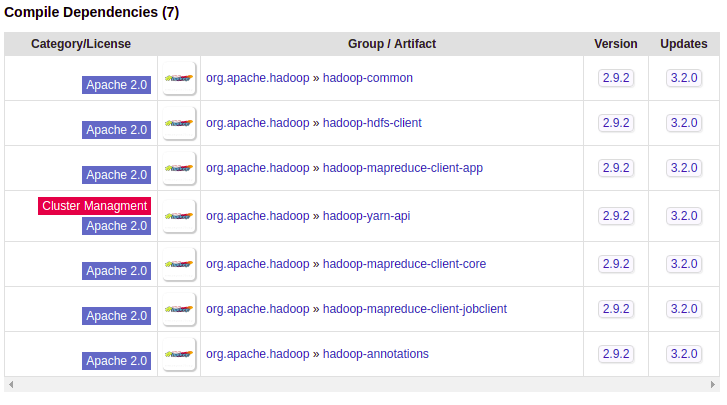 Compile Dependencies (7)
Category/License Group / Artifact Version Updates
Apache 2.0 org.apache.hadoop » hadoop-common 2.9.2 3.2.0
Apache 2.0 org.apache.hadoop » hadoop-hdfs-client 2.9.2 3.2.0
Apache 2.0 org.apache.hadoop » hadoop-mapreduce-client-app 2.9.2 3.2.0
Cluster Managment
Apache 2.0 org.apache.hadoop » hadoop-yarn-api 2.9.2 3.2.0
Apache 2.0 org.apache.hadoop » hadoop-mapreduce-client-core 2.9.2 3.2.0
Apache 2.0 org.apache.hadoop » hadoop-mapreduce-client-jobclient 2.9.2 3.2.0
Apache 2.0 org.apache.hadoop » hadoop-annotations 2.9.2 3.2.0